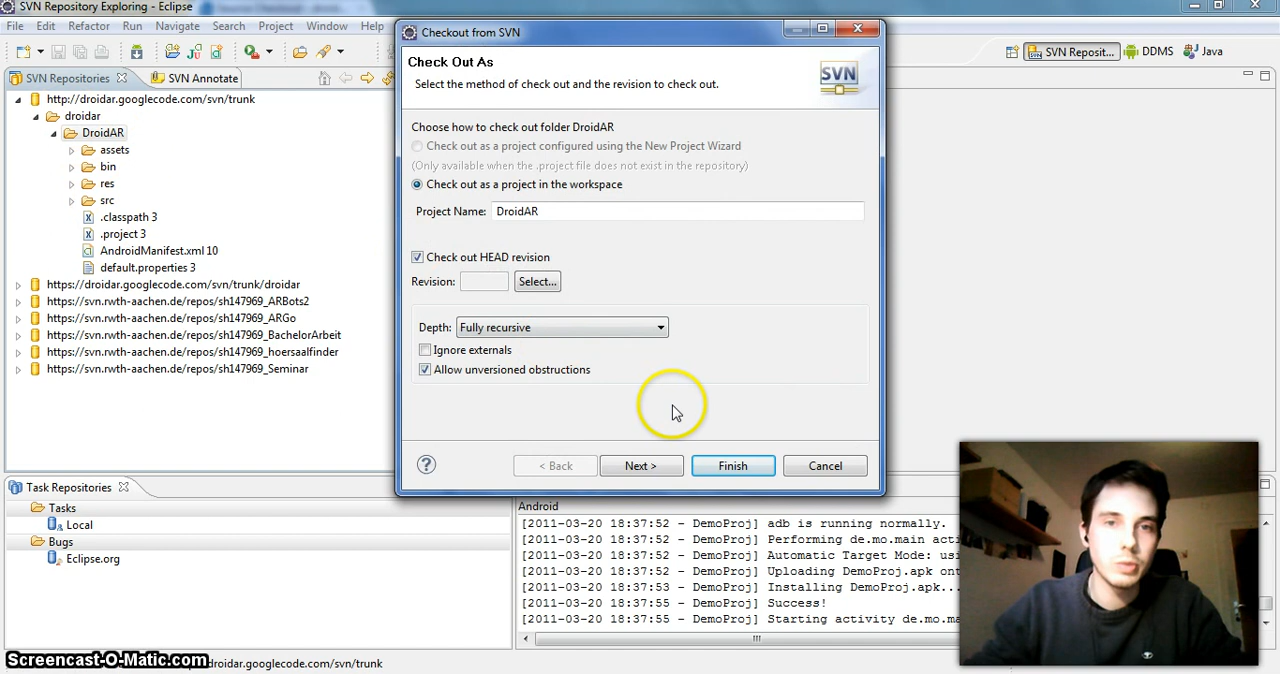 SVN Repository Exploring - Eclipse
File Edit Refactor Run Navigate Search Project Window Help
SVN Reposit... DDMS Java
SVN Repositories SVN Annotate
http://droidar.googlecode.com/svn/trunk
droidar
DroidAR
assets
bin
res
src
.classpath 3
.project 3
AndroidManifest.xml 10
default.properties 3
https://droidar.googlecode.com/svn/trunk/droidar
https://svn.rwth-aachen.de/repos/sh147969_ARBots2
https://svn.rwth-aachen.de/repos/sh147969_ARGo
https://svn.rwth-aachen.de/repos/sh147969_BachelorArbeit
https://svn.rwth-aachen.de/repos/sh147969_hoersaalfinder
https://svn.rwth-aachen.de/repos/sh147969_Seminar
Checkout from SVN
Check Out As
Select the method of check out and the revision to check out.
SVN
Choose how to check out folder DroidAR
Check out as a project configured using the New Project Wizard
(Only available when the .project file does not exist in the repository)
Check out as a project in the workspace
Project Name: DroidAR
Check out HEAD revision
Revision: Select...
Depth: Fully recursive
Ignore externals
Allow unversioned obstructions
< Back Next > Finish Cancel
Task Repositories
Tasks
Local
Bugs
Eclipse.org
Android
[2011-03-20 18:37:52 - DemoProj] adb is running normally.
[2011-03-20 18:37:52 - DemoProj] Performing de.mo.main acti
[2011-03-20 18:37:52 - DemoProj] Automatic Target Mode: usi
[2011-03-20 18:37:52 - DemoProj] Uploading DemoProj.apk ont
[2011-03-20 18:37:52 - DemoProj] Installing DemoProj.apk...
[2011-03-20 18:37:55 - DemoProj] Success!
[2011-03-20 18:37:55 - DemoProj] Starting activity de.mo.ma
Screencast-O-Matic.com
droidar.googlecode.com/svn/trunk